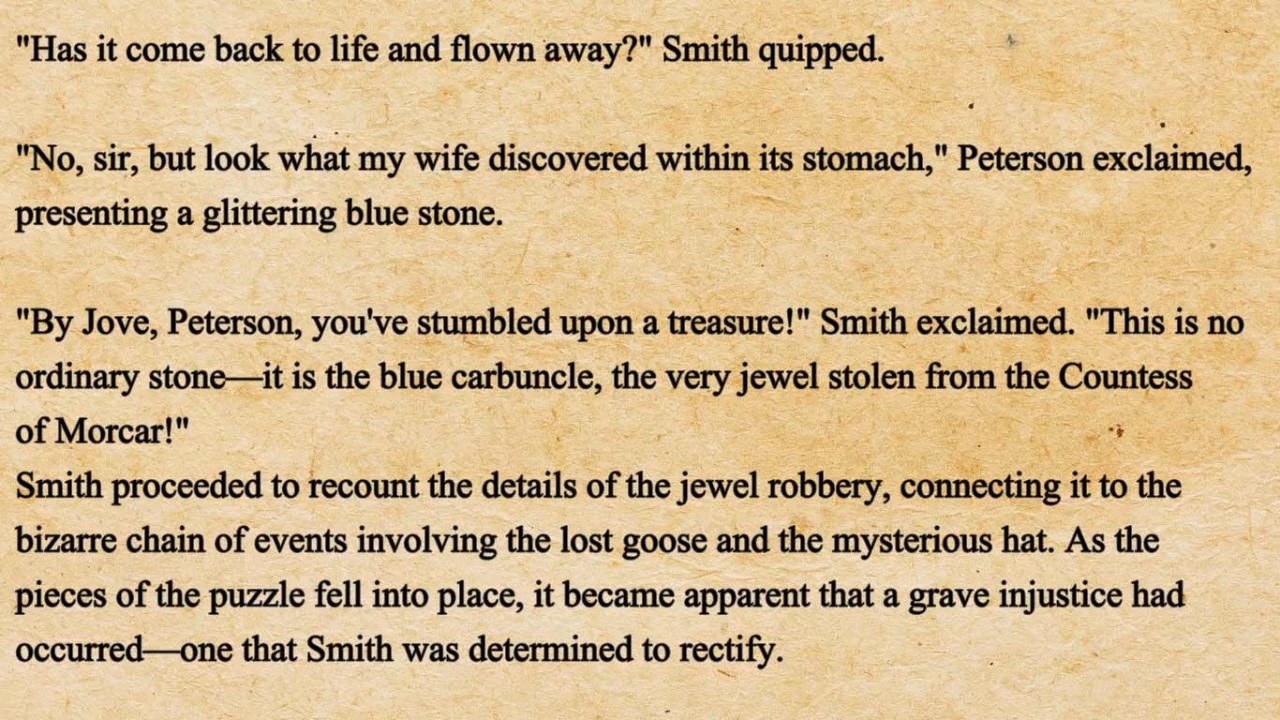 "Has it come back to life and flown away?" Smith quipped.
"No, sir, but look what my wife discovered within its stomach," Peterson exclaimed,
presenting a glittering blue stone.
"By Jove, Peterson, you've stumbled upon a treasure!" Smith exclaimed. "This is no
ordinary stone—it is the blue carbuncle, the very jewel stolen from the Countess
of Morcar!"
Smith proceeded to recount the details of the jewel robbery, connecting it to the
bizarre chain of events involving the lost goose and the mysterious hat. As the
pieces of the puzzle fell into place, it became apparent that a grave injustice had
occurred—one that Smith was determined to rectify.